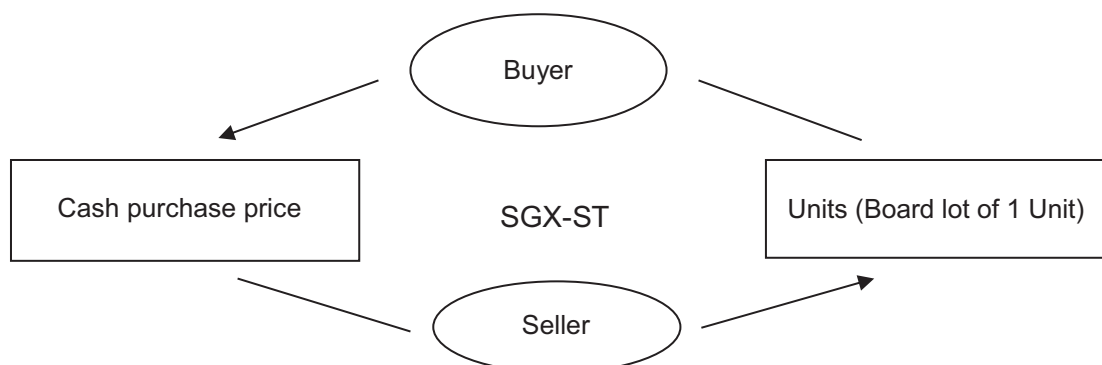 Buyer
Cash purchase price
SGX-ST
Units (Board lot of 1 Unit)
Seller